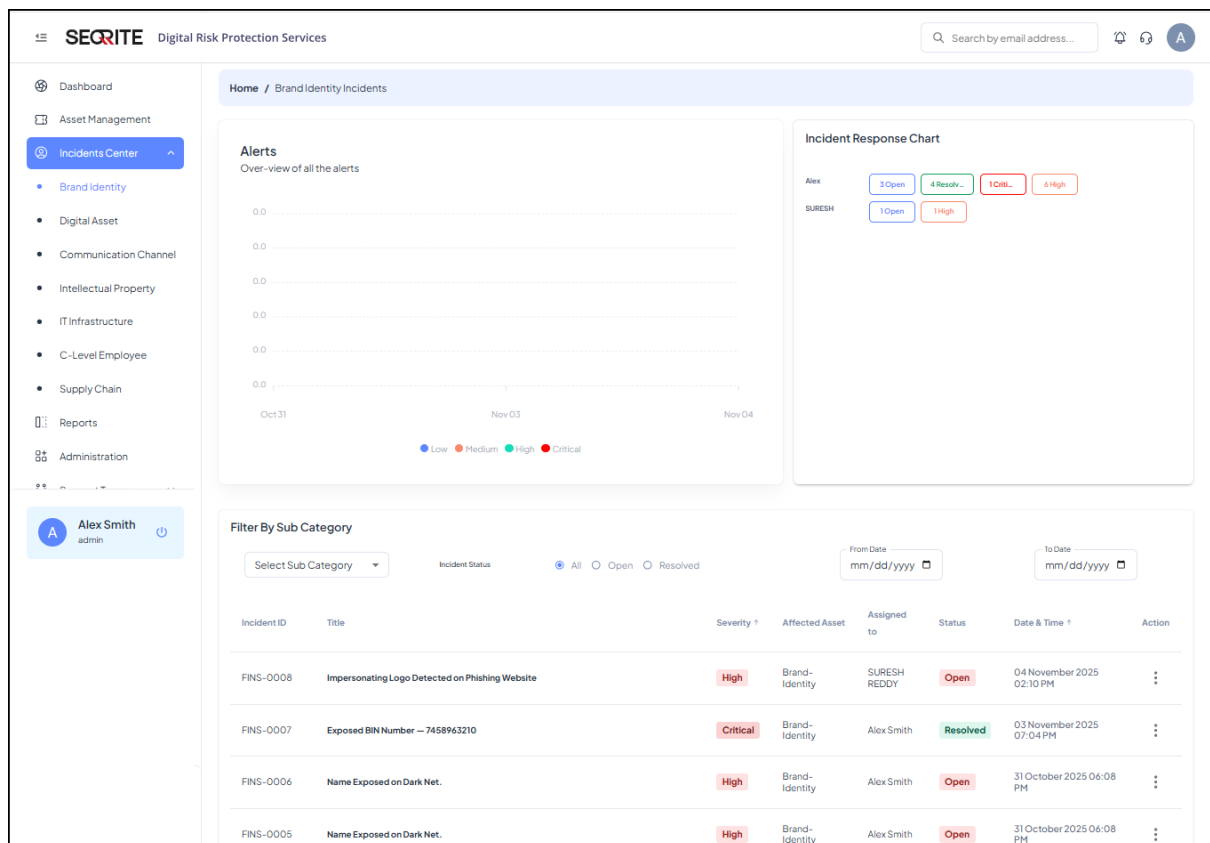 SEQRITE Digital Risk Protection Services
Search by email address...
A
Dashboard
Asset Management
Incidents Center
Brand Identity
Digital Asset
Communication Channel
Intellectual Property
IT Infrastructure
C-Level Employee
Supply Chain
Reports
Administration
A
Alex Smith
admin
Home / Brand Identity Incidents
Alerts
Over-view of all the alerts
0.0
0.0
0.0
0.0
0.0
0.0
Oct 31 Nov 03 Nov 04
Low Medium High Critical
Incident Response Chart
Alex 3 Open 4 Resolv... 1 Criti... 6 High
SURESH 1 Open 1 High
Filter By Sub Category
Select Sub Category Incident Status All Open Resolved
From Date
mm/dd/yyyy
To Date
mm/dd/yyyy
Incident ID Title Severity ↑ Affected Asset Assigned to Status Date & Time ↑ Action
FINS-0008 Impersonating Logo Detected on Phishing Website High Brand-Identity SURESH REDDY Open 04 November 2025 02:10 PM
FINS-0007 Exposed BIN Number — 7458963210 Critical Brand-Identity Alex Smith Resolved 03 November 2025 07:04 PM
FINS-0006 Name Exposed on Dark Net. High Brand-Identity Alex Smith Open 31 October 2025 06:08 PM
FINS-0005 Name Exposed on Dark Net. High Brand-Identity Alex Smith Open 31 October 2025 06:08 PM